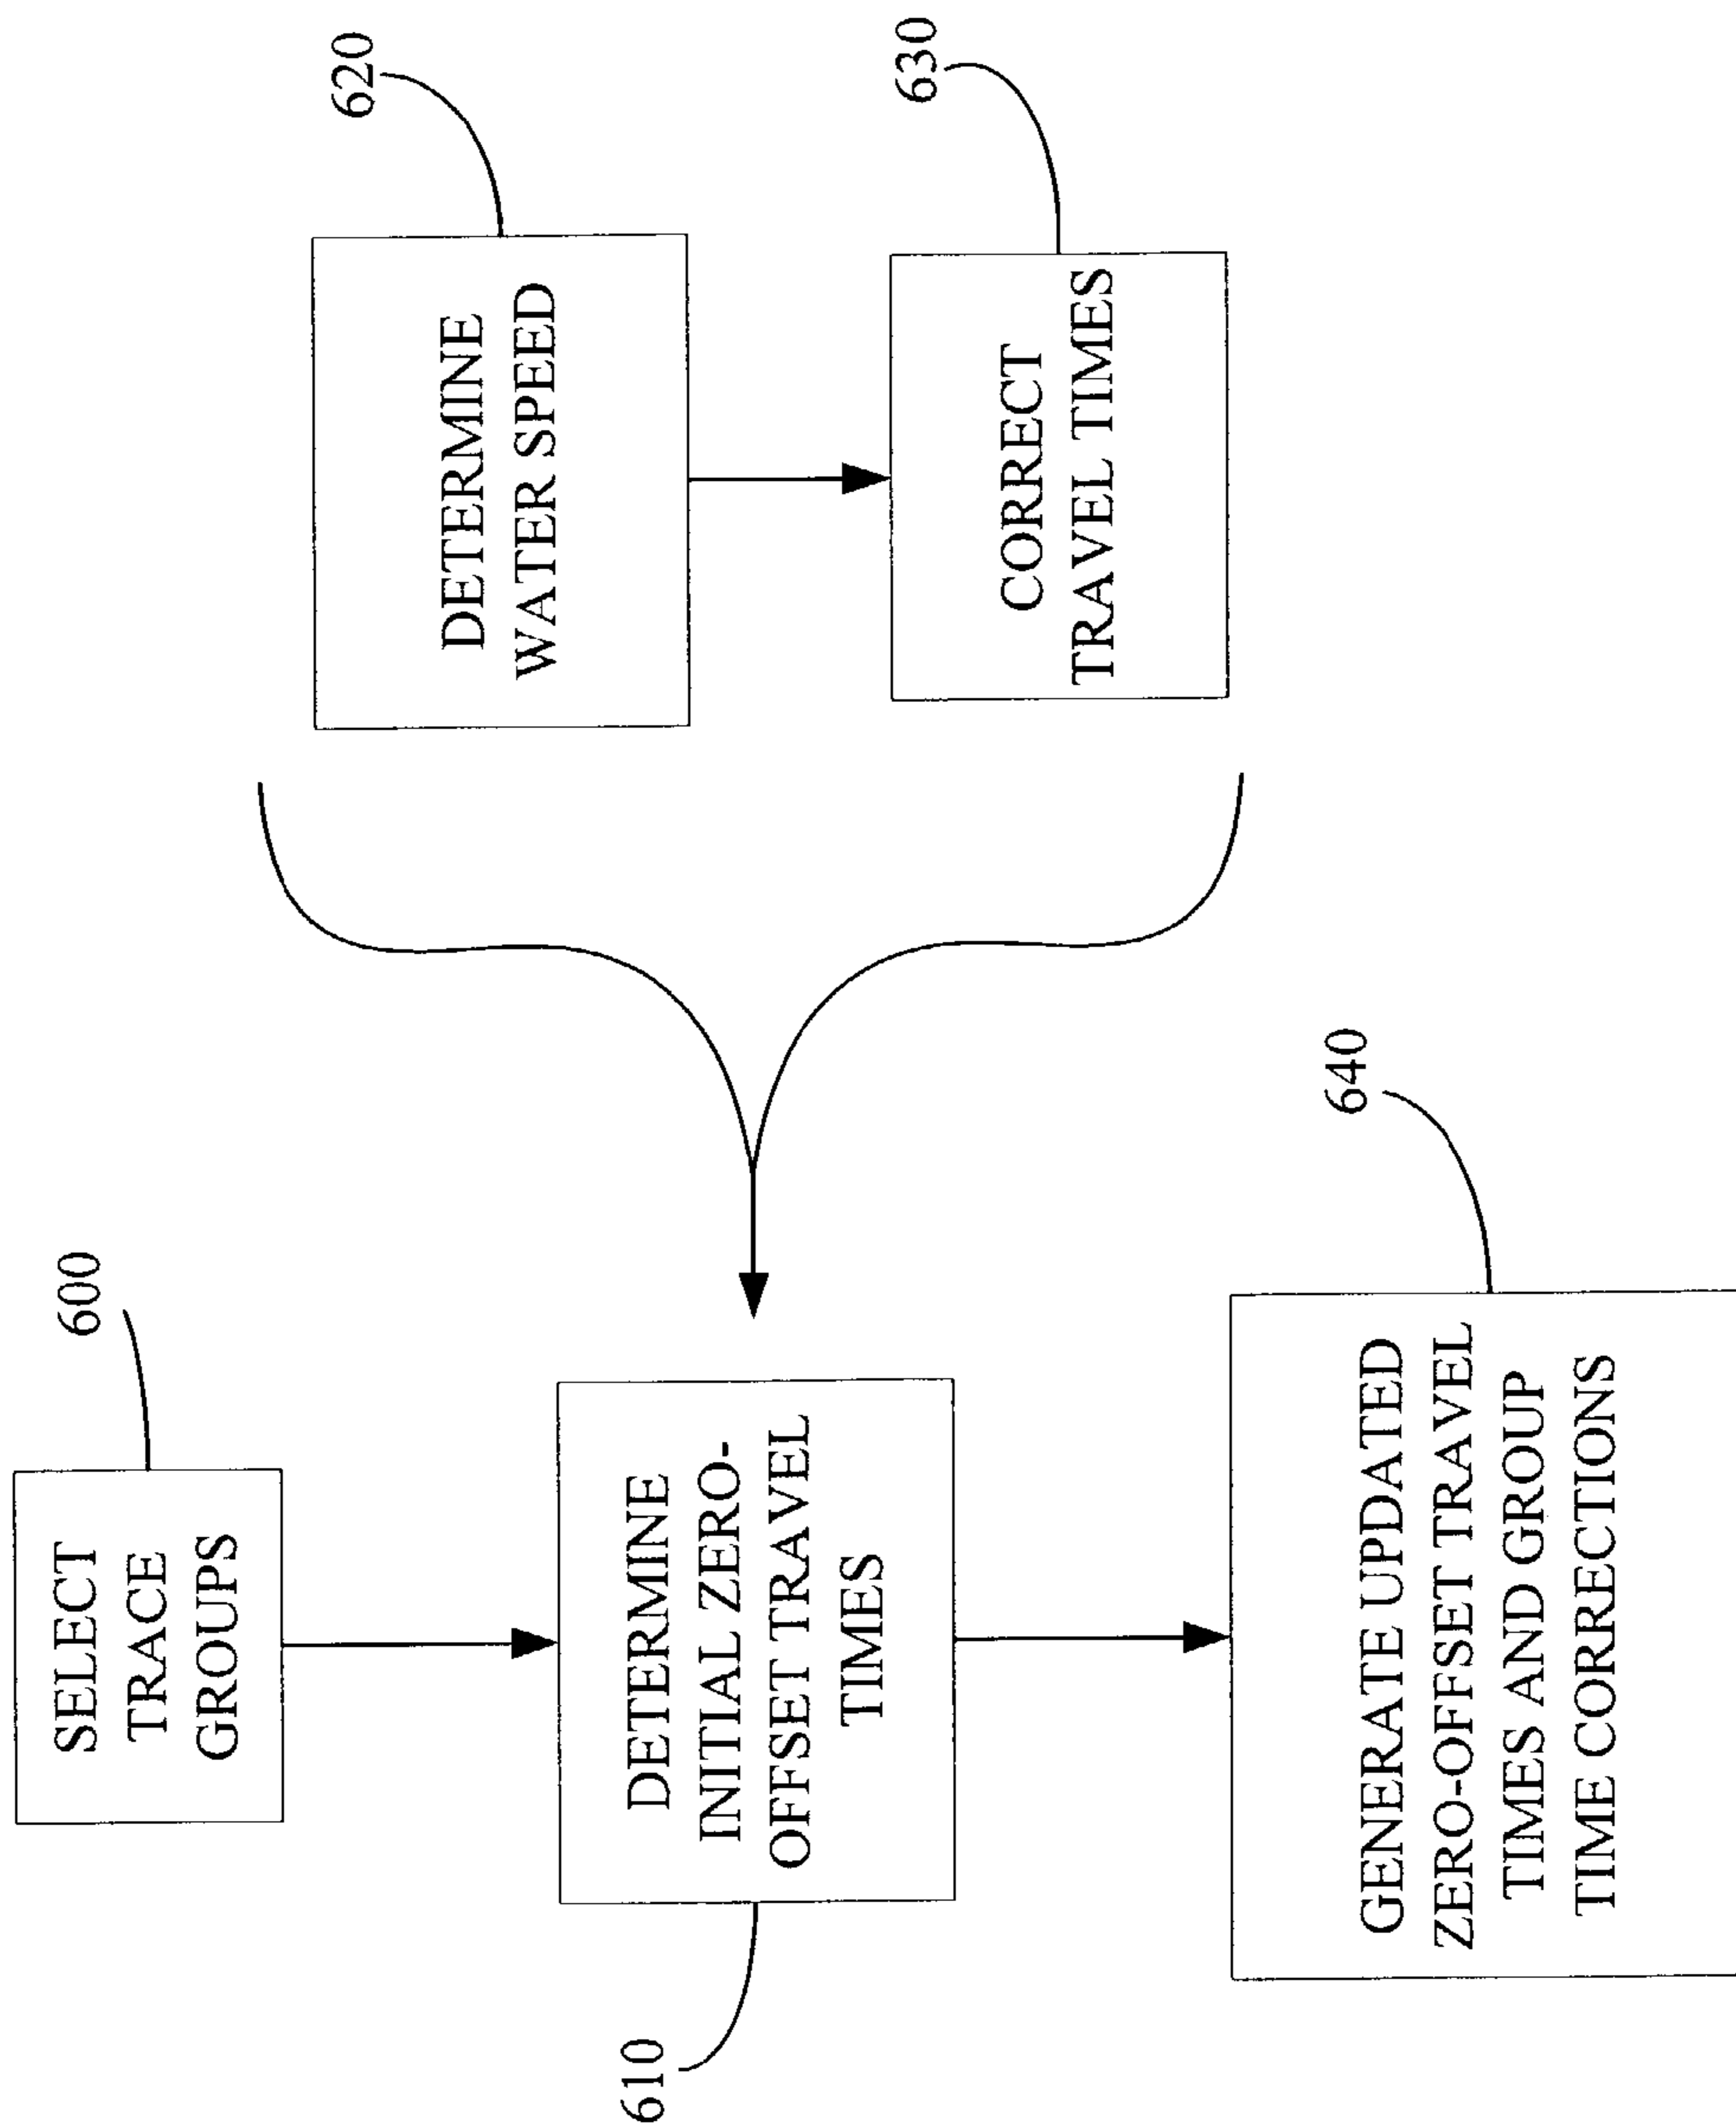 600
SELECT
TRACE
GROUPS
610
DETERMINE
INITIAL ZERO-
OFFSET TRAVEL
TIMES
620
DETERMINE
WATER SPEED
630
CORRECT
TRAVEL TIMES
640
GENERATE UPDATED
ZERO-OFFSET TRAVEL
TIMES AND GROUP
TIME CORRECTIONS